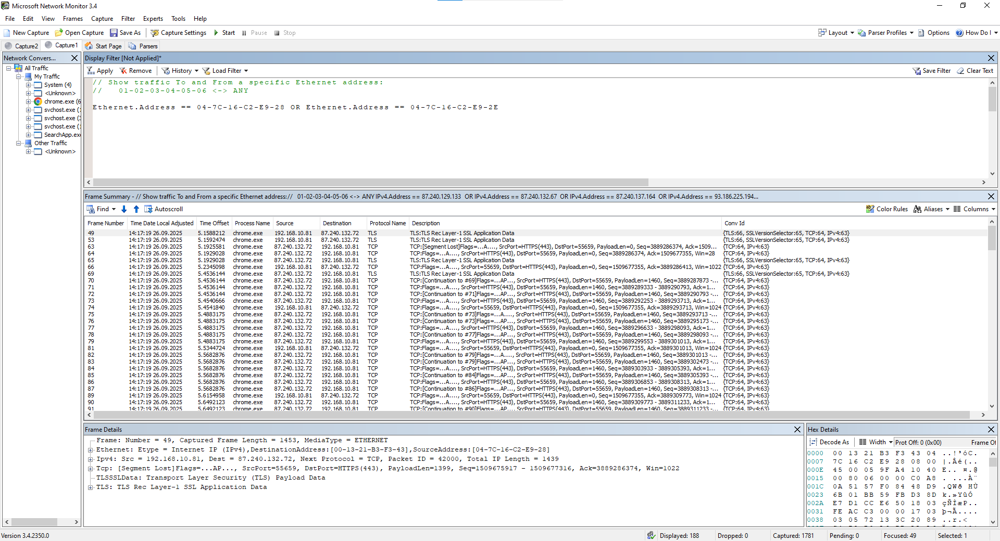 Microsoft Network Monitor 3.4
File Edit View Frames Capture Filter Experts Tools Help
New Capture Open Capture Save As Capture Settings Start Pause Stop Layout Parser Profiles Options How Do I
Capture2 Capture1 Start Page Parsers
Network Convers...
All Traffic
My Traffic
System (4)
<Unknown>
chrome.exe (6
svchost.exe (1
svchost.exe (3
svchost.exe (1
SearchApp.exe
Other Traffic
<Unknown>
Display Filter [Not Applied]*
Apply Remove History Load Filter Save Filter Clear Text
// Show traffic To and From a specific Ethernet address:
// 01-02-03-04-05-06 <-> ANY
Ethernet.Address == 04-7C-16-C2-E9-28 OR Ethernet.Address == 04-7C-16-C2-E9-2E
Frame Summary - // Show traffic To and From a specific Ethernet address:// 01-02-03-04-05-06 <-> ANY IPv4.Address == 87.240.129.133 OR IPv4.Address == 87.240.132.67 OR IPv4.Address == 87.240.137.164 OR IPv4.Address == 93.186.225.194...
Find Autoscroll Color Rules Aliases Columns
Frame Number Time Date Local Adjusted Time Offset Process Name Source Destination Protocol Name Description Conv Id
49 14:17:19 26.09.2025 5.1588212 chrome.exe 192.168.10.81 87.240.132.72 TLS TLS:TLS Rec Layer-1 SSL Application Data {TLS:66, SSLVersionSelector:65, TCP:64, IPv4:63}
53 14:17:19 26.09.2025 5.1592474 chrome.exe 192.168.10.81 87.240.132.72 TLS TLS:TLS Rec Layer-1 SSL Application Data {TLS:66, SSLVersionSelector:65, TCP:64, IPv4:63}
63 14:17:19 26.09.2025 5.1925581 chrome.exe 87.240.132.72 192.168.10.81 TCP TCP:[Segment Lost]Flags=...A...., SrcPort=HTTPS(443), DstPort=55659, PayloadLen=0, Seq=3889286374, Ack=1509... {TCP:64, IPv4:63}
64 14:17:19 26.09.2025 5.1929028 chrome.exe 87.240.132.72 192.168.10.81 TCP TCP:Flags=...A...., SrcPort=HTTPS(443), DstPort=55659, PayloadLen=0, Seq=3889286374, Ack=1509677355, Win=28 {TCP:64, IPv4:63}
65 14:17:19 26.09.2025 5.1929028 chrome.exe 87.240.132.72 192.168.10.81 TLS TLS:TLS Rec Layer-1 SSL Application Data {TLS:66, SSLVersionSelector:65, TCP:64, IPv4:63}
66 14:17:19 26.09.2025 5.2345098 chrome.exe 192.168.10.81 87.240.132.72 TCP TCP:Flags=...A...., SrcPort=55659, DstPort=HTTPS(443), PayloadLen=0, Seq=1509677355, Ack=3889286413, Win=1022 {TCP:64, IPv4:63}
69 14:17:19 26.09.2025 5.4536144 chrome.exe 87.240.132.72 192.168.10.81 TLS TLS:TLS Rec Layer-1 SSL Application Data {TLS:66, SSLVersionSelector:65, TCP:64, IPv4:63}
70 14:17:19 26.09.2025 5.4536144 chrome.exe 87.240.132.72 192.168.10.81 TCP TCP:[Continuation to #69]Flags=...AP..., SrcPort=HTTPS(443), DstPort=55659, PayloadLen=1460, Seq=3889287873 -... {TCP:64, IPv4:63}
71 14:17:19 26.09.2025 5.4536144 chrome.exe 87.240.132.72 192.168.10.81 TCP TCP:Flags=...A...., SrcPort=HTTPS(443), DstPort=55659, PayloadLen=1460, Seq=3889289333 - 3889290793, Ack=1... {TCP:64, IPv4:63}
72 14:17:19 26.09.2025 5.4536144 chrome.exe 87.240.132.72 192.168.10.81 TCP TCP:[Continuation to #71]Flags=...AP..., SrcPort=HTTPS(443), DstPort=55659, PayloadLen=1460, Seq=3889290793 -... {TCP:64, IPv4:63}
73 14:17:19 26.09.2025 5.4540666 chrome.exe 87.240.132.72 192.168.10.81 TCP TCP:Flags=...A...., SrcPort=HTTPS(443), DstPort=55659, PayloadLen=1460, Seq=3889292253 - 3889293713, Ack=1... {TCP:64, IPv4:63}
74 14:17:19 26.09.2025 5.4541840 chrome.exe 192.168.10.81 87.240.132.72 TCP TCP:Flags=...A...., SrcPort=55659, DstPort=HTTPS(443), PayloadLen=0, Seq=1509677355, Ack=3889293713, Win=1024 {TCP:64, IPv4:63}
75 14:17:19 26.09.2025 5.4883175 chrome.exe 87.240.132.72 192.168.10.81 TCP TCP:[Continuation to #73]Flags=...A...., SrcPort=HTTPS(443), DstPort=55659, PayloadLen=1460, Seq=3889293713 -... {TCP:64, IPv4:63}
76 14:17:19 26.09.2025 5.4883175 chrome.exe 87.240.132.72 192.168.10.81 TCP TCP:[Continuation to #73]Flags=...AP..., SrcPort=HTTPS(443), DstPort=55659, PayloadLen=1460, Seq=3889295173 -... {TCP:64, IPv4:63}
77 14:17:19 26.09.2025 5.4883175 chrome.exe 87.240.132.72 192.168.10.81 TCP TCP:Flags=...A...., SrcPort=HTTPS(443), DstPort=55659, PayloadLen=1460, Seq=3889296633 - 3889298093, Ack=1... {TCP:64, IPv4:63}
78 14:17:19 26.09.2025 5.4883175 chrome.exe 87.240.132.72 192.168.10.81 TCP TCP:[Continuation to #77]Flags=...AP..., SrcPort=HTTPS(443), DstPort=55659, PayloadLen=1460, Seq=3889298093 -... {TCP:64, IPv4:63}
79 14:17:19 26.09.2025 5.4883175 chrome.exe 87.240.132.72 192.168.10.81 TCP TCP:Flags=...A...., SrcPort=HTTPS(443), DstPort=55659, PayloadLen=1460, Seq=3889299553 - 3889301013, Ack=1... {TCP:64, IPv4:63}
81 14:17:19 26.09.2025 5.5344724 chrome.exe 192.168.10.81 87.240.132.72 TCP TCP:Flags=...A...., SrcPort=55659, DstPort=HTTPS(443), PayloadLen=0, Seq=1509677355, Ack=3889301013, Win=1024 {TCP:64, IPv4:63}
82 14:17:19 26.09.2025 5.5682876 chrome.exe 87.240.132.72 192.168.10.81 TCP TCP:[Continuation to #79]Flags=...A...., SrcPort=HTTPS(443), DstPort=55659, PayloadLen=1460, Seq=3889301013 -... {TCP:64, IPv4:63}
83 14:17:19 26.09.2025 5.5682876 chrome.exe 87.240.132.72 192.168.10.81 TCP TCP:[Continuation to #79]Flags=...AP..., SrcPort=HTTPS(443), DstPort=55659, PayloadLen=1460, Seq=3889302473 -... {TCP:64, IPv4:63}
84 14:17:19 26.09.2025 5.5682876 chrome.exe 87.240.132.72 192.168.10.81 TCP TCP:Flags=...A...., SrcPort=HTTPS(443), DstPort=55659, PayloadLen=1460, Seq=3889303933 - 3889305393, Ack=1... {TCP:64, IPv4:63}
85 14:17:19 26.09.2025 5.5682876 chrome.exe 87.240.132.72 192.168.10.81 TCP TCP:[Continuation to #84]Flags=...AP..., SrcPort=HTTPS(443), DstPort=55659, PayloadLen=1460, Seq=3889305393 -... {TCP:64, IPv4:63}
86 14:17:19 26.09.2025 5.5682876 chrome.exe 87.240.132.72 192.168.10.81 TCP TCP:Flags=...A...., SrcPort=HTTPS(443), DstPort=55659, PayloadLen=1460, Seq=3889306853 - 3889308313, Ack=1... {TCP:64, IPv4:63}
87 14:17:19 26.09.2025 5.5682876 chrome.exe 87.240.132.72 192.168.10.81 TCP TCP:[Continuation to #86]Flags=...AP..., SrcPort=HTTPS(443), DstPort=55659, PayloadLen=1460, Seq=3889308313 -... {TCP:64, IPv4:63}
89 14:17:19 26.09.2025 5.6154958 chrome.exe 192.168.10.81 87.240.132.72 TCP TCP:Flags=...A...., SrcPort=55659, DstPort=HTTPS(443), PayloadLen=0, Seq=1509677355, Ack=3889309773, Win=1024 {TCP:64, IPv4:63}
90 14:17:19 26.09.2025 5.6492123 chrome.exe 87.240.132.72 192.168.10.81 TCP TCP:Flags=...A...., SrcPort=HTTPS(443), DstPort=55659, PayloadLen=1460, Seq=3889309773 - 3889311233, Ack=1... {TCP:64, IPv4:63}
91 14:17:19 26.09.2025 5.6492123 chrome.exe 87.240.132.72 192.168.10.81 TCP TCP:[Continuation to #90]Flags=...AP..., SrcPort=HTTPS(443), DstPort=55659, PayloadLen=1460, Seq=3889311233 -... {TCP:64, IPv4:63}
Frame Details
Frame: Number = 49, Captured Frame Length = 1453, MediaType = ETHERNET
Ethernet: Etype = Internet IP (IPv4),DestinationAddress:[00-13-21-B3-F3-43],SourceAddress:[04-7C-16-C2-E9-28]
Ipv4: Src = 192.168.10.81, Dest = 87.240.132.72, Next Protocol = TCP, Packet ID = 42000, Total IP Length = 1439
Tcp: [Segment Lost]Flags=...AP..., SrcPort=55659, DstPort=HTTPS(443), PayloadLen=1399, Seq=1509675917 - 1509677316, Ack=3889286374, Win=1022
TLSSSLData: Transport Layer Security (TLS) Payload Data
TLS: TLS Rec Layer-1 SSL Application Data
Hex Details
Decode As Width Prot Off: 0 (0x00) Frame Of
0000 00 13 21 B3 F3 43 04 ..!³óC.
0007 7C 16 C2 E9 28 08 00 |.Âé(..
000E 45 00 05 9F A4 10 40 E.. ¤.@
0015 00 80 06 00 00 C0 A8 . ...À¨
001C 0A 51 57 F0 84 48 D9 .QWð HÙ
0023 6B 01 BB 59 FB D3 8D k.»YûÓ
002A E7 D1 CC E6 50 18 03 çÑÌæP..
0031 FE AC C3 00 00 17 03 þ¬Ã....
0038 03 05 72 13 3C 20 89 ..r.<
Version 3.4.2350.0 Displayed: 188 Dropped: 0 Captured: 1781 Pending: 0 Focused: 49 Selected: 1